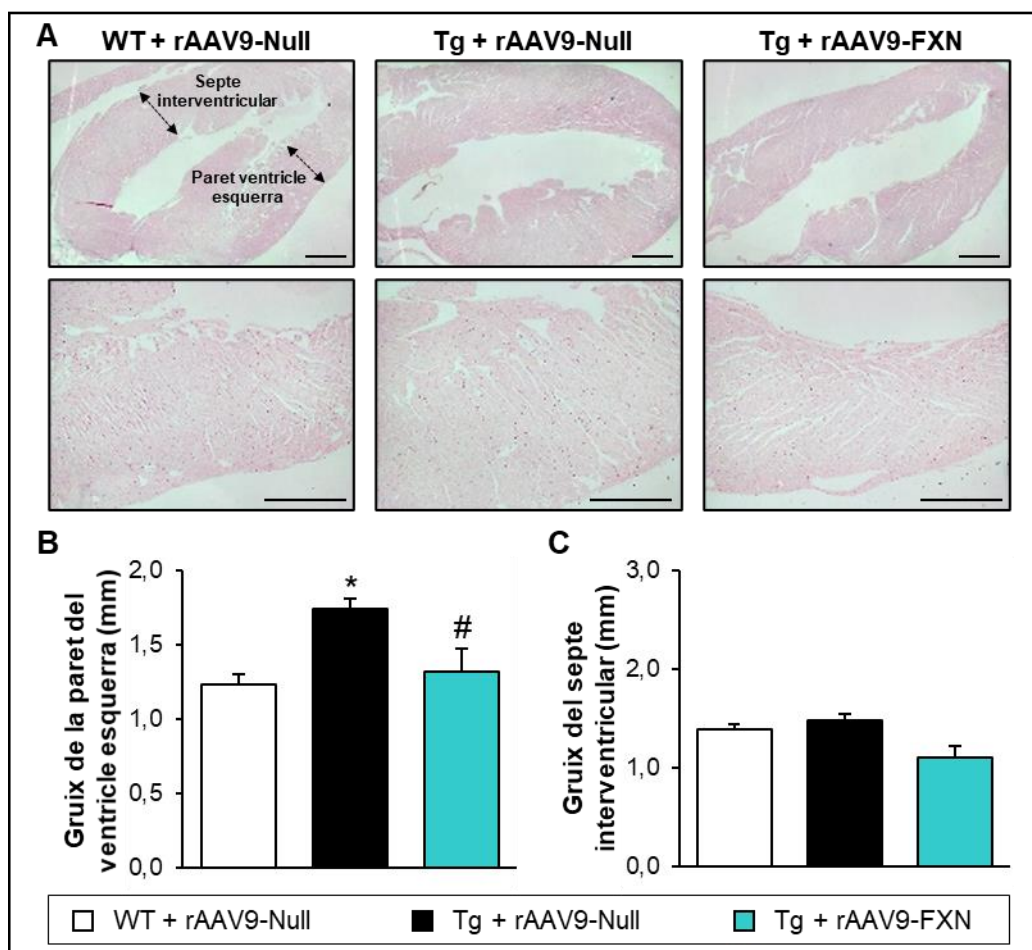 A
WT + rAAV9-Null
Tg + rAAV9-Null
Tg + rAAV9-FXN
Septe
interventricular
Paret ventricle
esquerra
B
Gruix de la paret del
ventricle esquerra (mm)
2,0
1,5
1,0
0,5
0,0
*
#
C
Gruix del septe
interventricular (mm)
3,0
2,0
1,0
0,0
WT + rAAV9-Null
Tg + rAAV9-Null
Tg + rAAV9-FXN